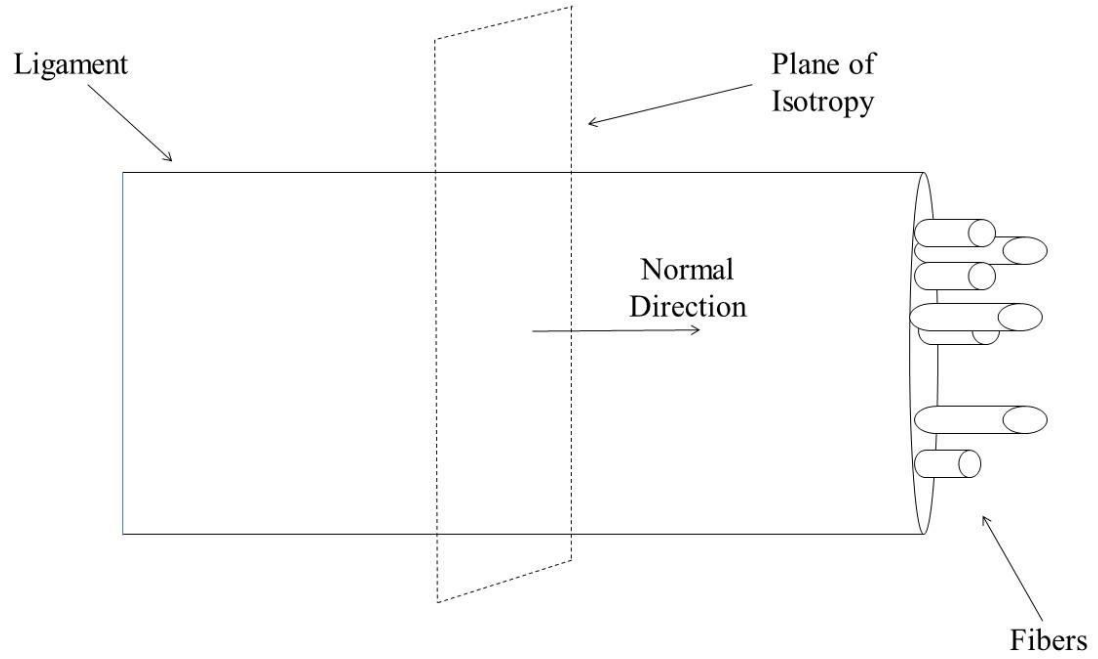 Ligament
Plane of
Isotropy
Normal
Direction
Fibers